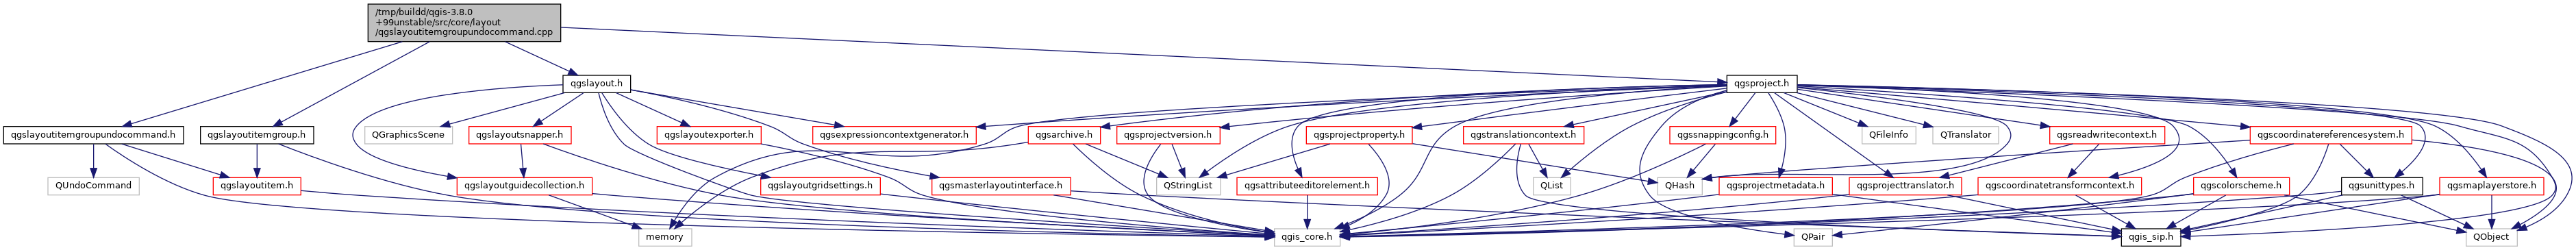 /tmp/buildd/qgis-3.8.0
+99unstable/src/core/layout
/qgslayoutitemgroupundocommand.cpp
qgslayout.h
qgsproject.h
qgslayoutitemgroupundocommand.h
qgslayoutitemgroup.h
QGraphicsScene
qgslayoutsnapper.h
qgslayoutexporter.h
qgsexpressioncontextgenerator.h
qgsarchive.h
qgsprojectversion.h
qgsprojectproperty.h
qgstranslationcontext.h
qgssnappingconfig.h
QFileInfo
QTranslator
qgsreadwritecontext.h
qgscoordinatereferencesystem.h
QUndoCommand
qgslayoutitem.h
qgslayoutguidecollection.h
qgslayoutgridsettings.h
qgsmasterlayoutinterface.h
QStringList
qgsattributeeditorelement.h
QList
QHash
qgsprojectmetadata.h
qgsprojecttranslator.h
qgscoordinatetransformcontext.h
qgscolorscheme.h
qgsunittypes.h
qgsmaplayerstore.h
memory
qgis_core.h
QPair
qgis_sip.h
QObject